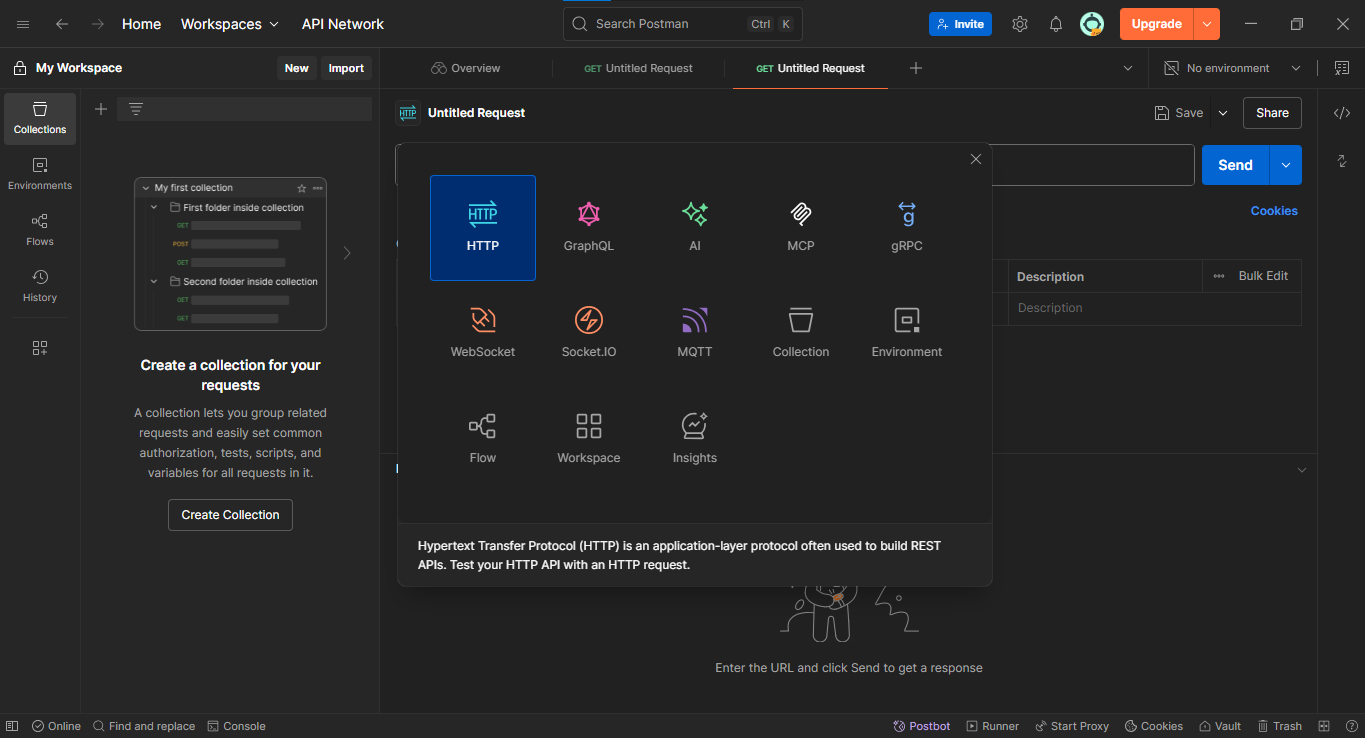 Home
Workspaces
API Network
Search Postman
Ctrl
K
Invite
Upgrade
My Workspace
New
Import
Overview
GET Untitled Request
GET Untitled Request
No environment
Collections
Environments
Flows
History
My first collection
First folder inside collection
GET
POST
GET
Second folder inside collection
GET
GET
Create a collection for your
requests
A collection lets you group related
requests and easily set common
authorization, tests, scripts, and
variables for all requests in it.
Create Collection
HTTP
Untitled Request
Save
Share
Send
Cookies
Description
Bulk Edit
Description
HTTP
HTTP
GraphQL
AI
MCP
g
gRPC
WebSocket
Socket.IO
MQTT
Collection
Environment
Flow
Workspace
Insights
Hypertext Transfer Protocol (HTTP) is an application-layer protocol often used to build REST
APIs. Test your HTTP API with an HTTP request.
Enter the URL and click Send to get a response
Online
Find and replace
Console
Postbot
Runner
Start Proxy
Cookies
Vault
Trash